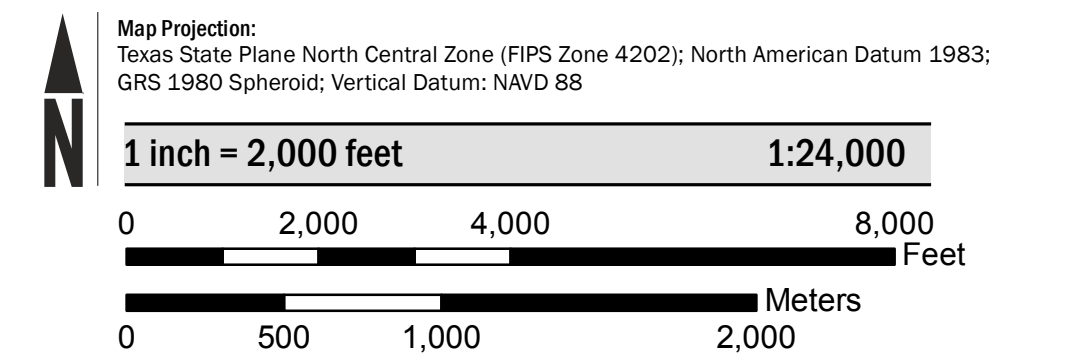 N
Map Projection:
Texas State Plane North Central Zone (FIPS Zone 4202); North American Datum 1983;
GRS 1980 Spheroid; Vertical Datum: NAVD 88
1 inch = 2,000 feet 1:24,000
0 2,000 4,000 8,000
Feet
Meters
0 500 1,000 2,000